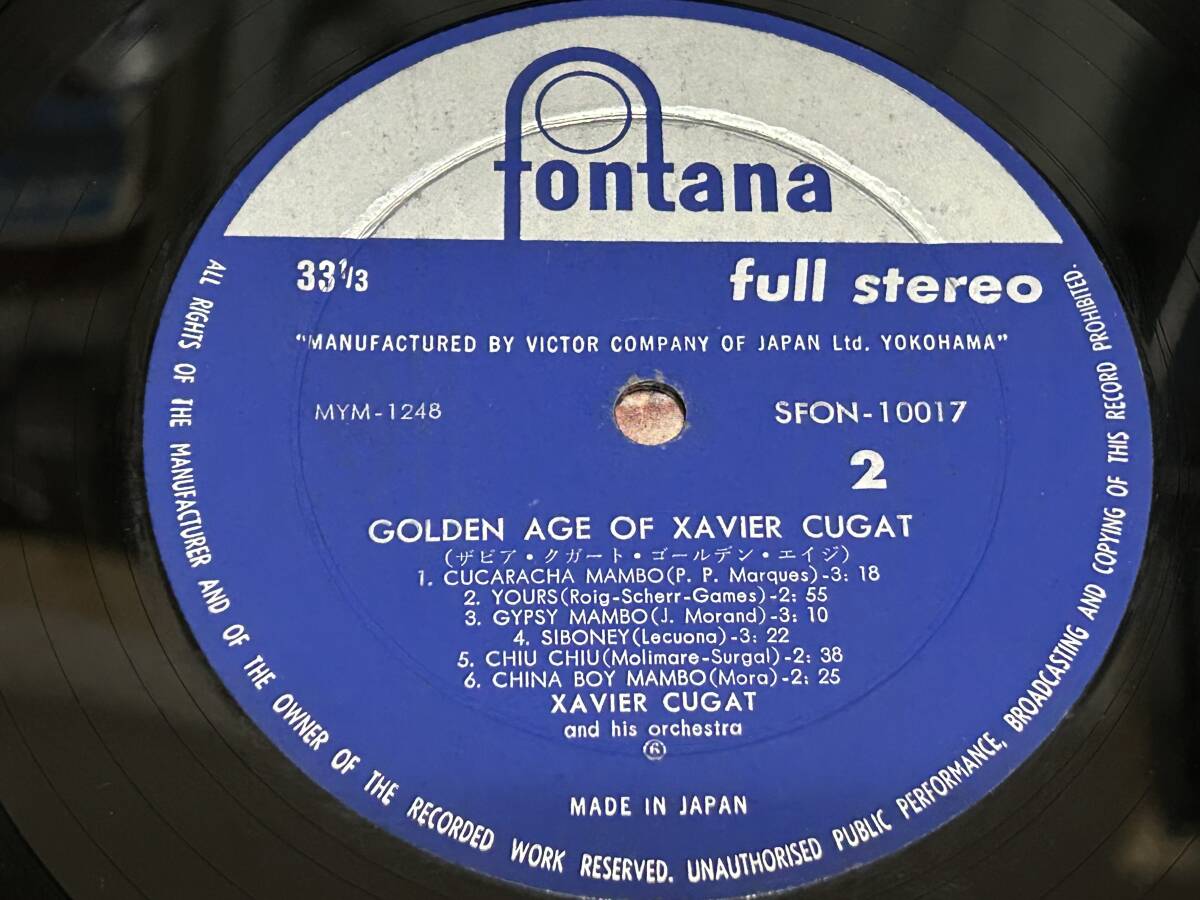 fontana
33 1/3
full stereo
"MANUFACTURED BY VICTOR COMPANY OF JAPAN Ltd. YOKOHAMA"
MYM-1248
SFON-10017
2
GOLDEN AGE OF XAVIER CUGAT
(ザビア・クガート・ゴールデン・エイジ)
1. CUCARACHA MAMBO(P. P. Marques)-3: 18
2. YOURS(Roig-Scherr-Games)-2: 55
3. GYPSY MAMBO(J. Morand)-3: 10
4. SIBONEY(Lecuona)-3: 22
5. CHIU CHIU(Molimare-Surgal)-2: 38
6. CHINA BOY MAMBO(Mora)-2: 25
XAVIER CUGAT
and his orchestra
⑥
MADE IN JAPAN
ALL RIGHTS OF THE MANUFACTURER AND OF THE OWNER OF THE RECORDED WORK RESERVED. UNAUTHORISED PUBLIC PERFORMANCE, BROADCASTING AND COPYING OF THIS RECORD PROHIBITED.